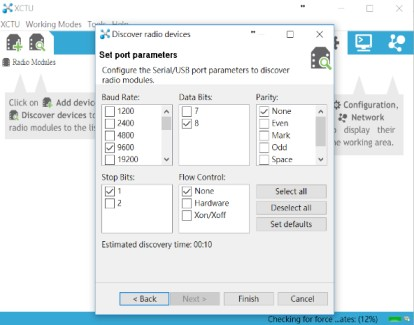 XCTU
XCTU Working Modes Tools Help
Discover radio devices
Radio Modules
Set port parameters
Configure the Serial/USB port parameters to discover
radio modules.
Click on Add device
Discover devices to
radio modules to the lis
Configuration,
Network
to display their
the working area.
Baud Rate:
1200
2400
4800
9600
19200
Data Bits:
7
8
Parity:
None
Even
Mark
Odd
Space
Stop Bits:
1
2
Flow Control:
None
Hardware
Xon/Xoff
Select all
Deselect all
Set defaults
Estimated discovery time: 00:10
< Back
Next >
Finish
Cancel
Checking for force ...ates: (12%)